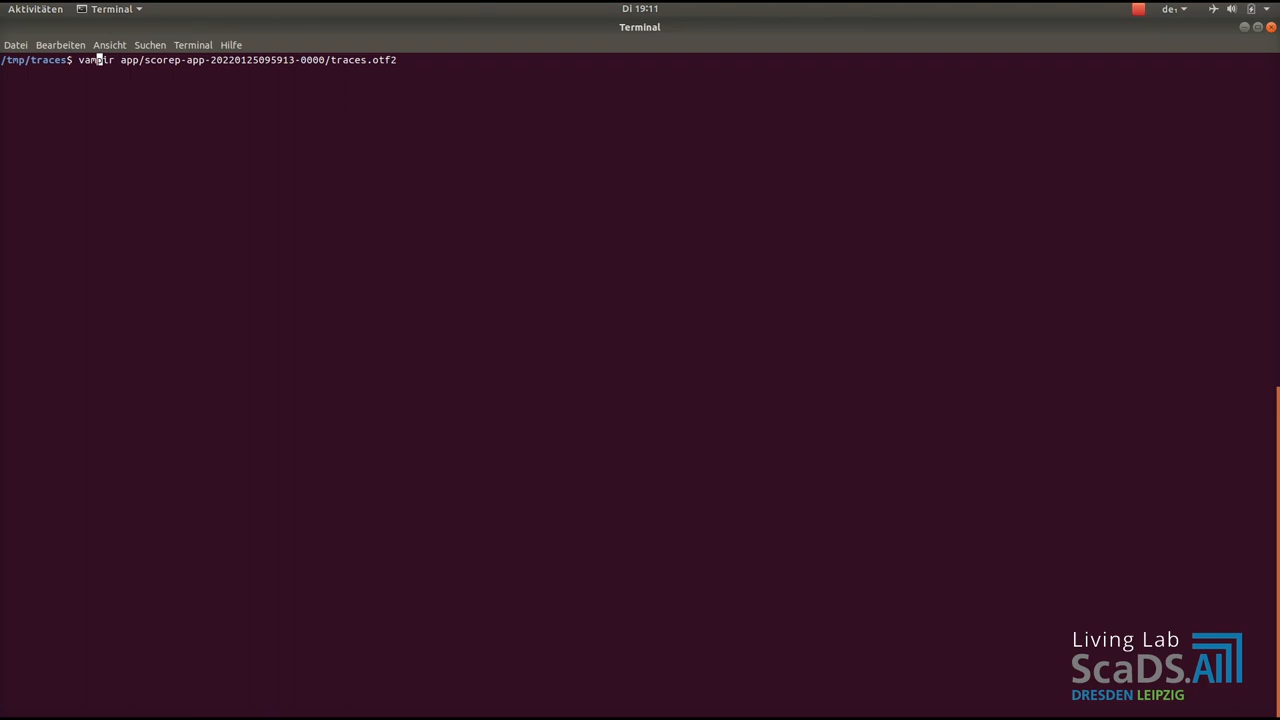 Aktivitäten Terminal Di 19:11 de₁
Terminal
Datei Bearbeiten Ansicht Suchen Terminal Hilfe
/tmp/traces$ vampir app/scorep-app-20220125095913-0000/traces.otf2
Living Lab
ScaDS.AI
DRESDEN LEIPZIG